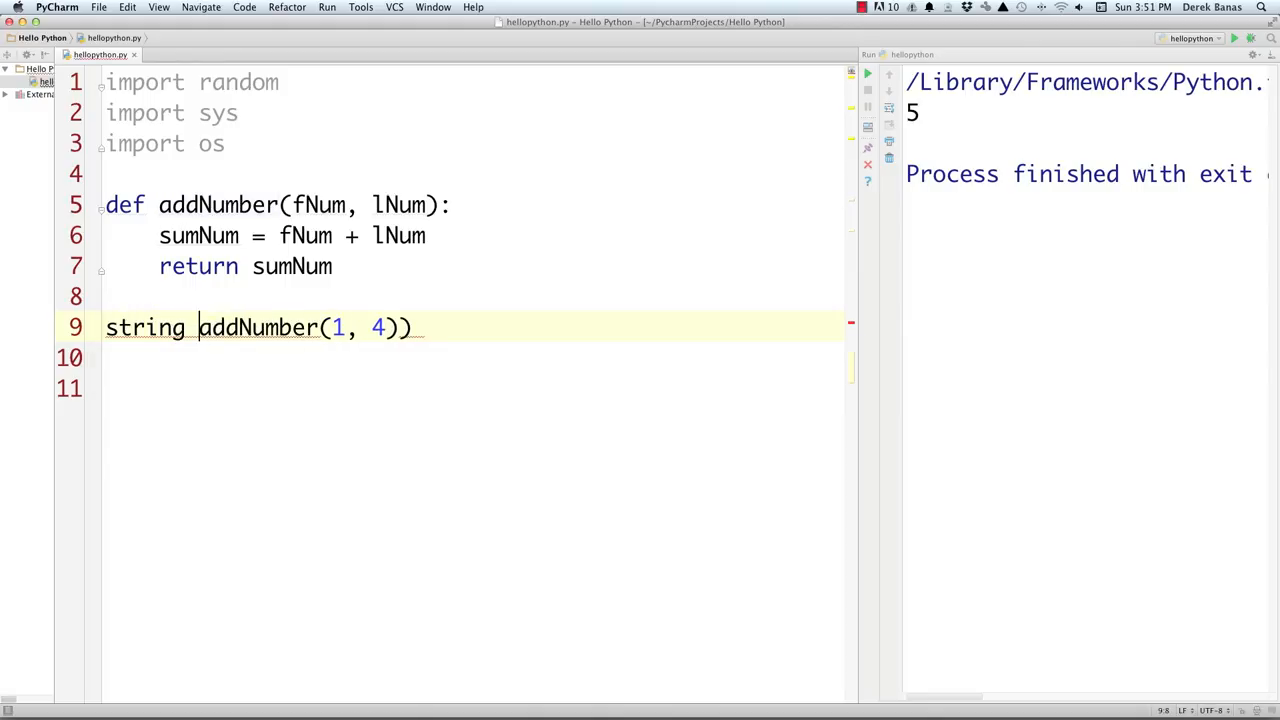 PyCharm File Edit View Navigate Code Refactor Run Tools VCS Window Help 10 Sun 3:51 PM Derek Banas
hellopython.py – Hello Python – [~/PycharmProjects/Hello Python]
Hello Python hellopython.py hellopython
hellopython.py Run hellopython
Hello P
hell
Externa
1 import random
2 import sys
3 import os
4
5 def addNumber(fNum, lNum):
6 sumNum = fNum + lNum
7 return sumNum
8
9 string addNumber(1, 4))
10
11
/Library/Frameworks/Python.
5
Process finished with exit
9:8 LF UTF-8